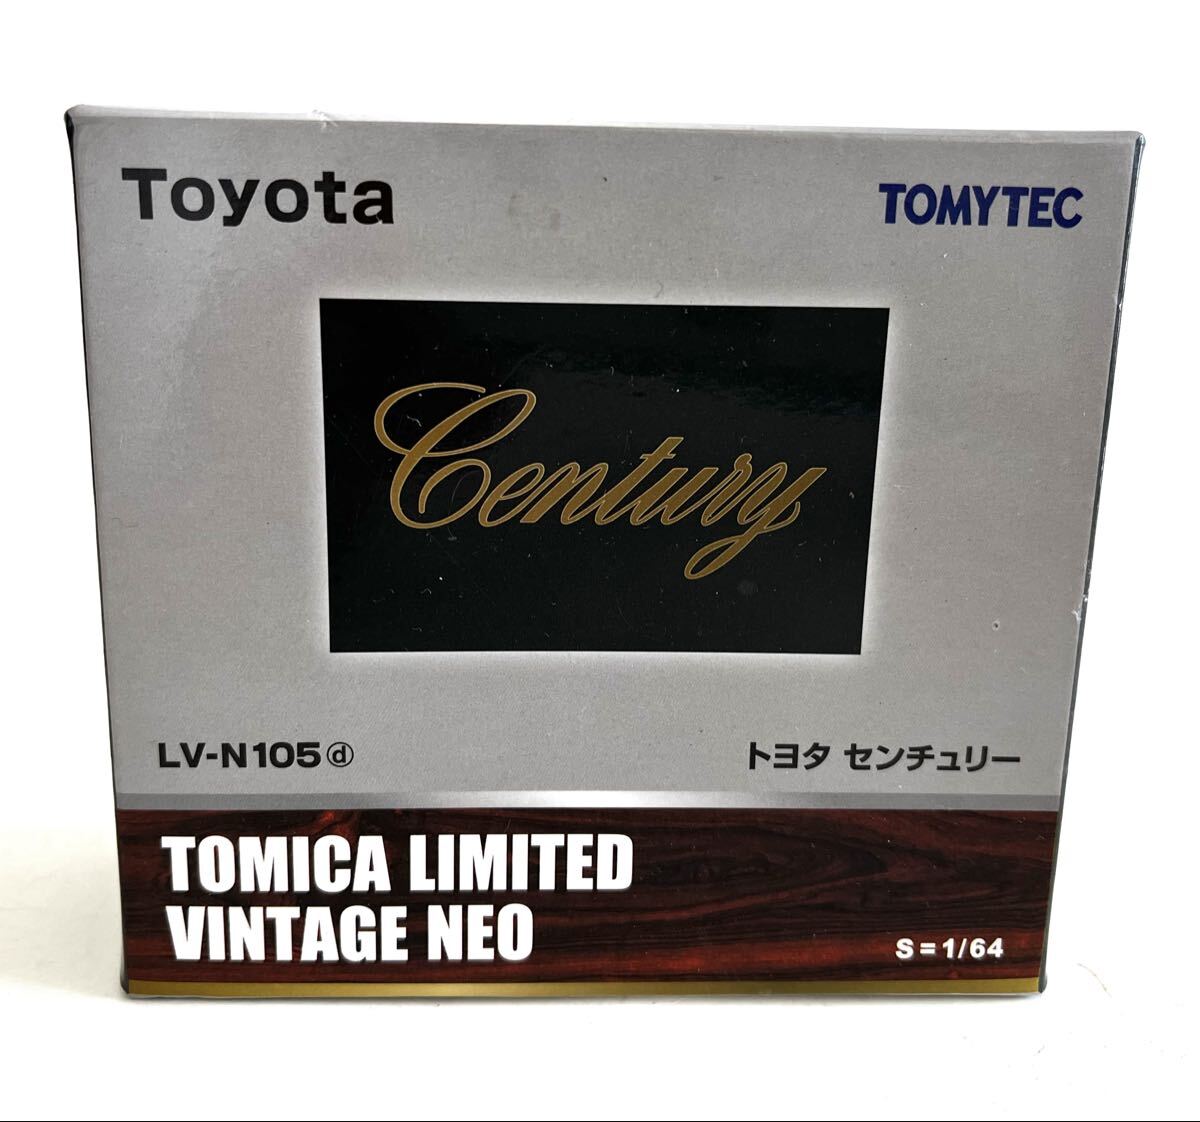 Toyota
TOMYTEC
Century
LV-N105ⓓ
トヨタ センチュリー
TOMICA LIMITED
VINTAGE NEO
S=1/64